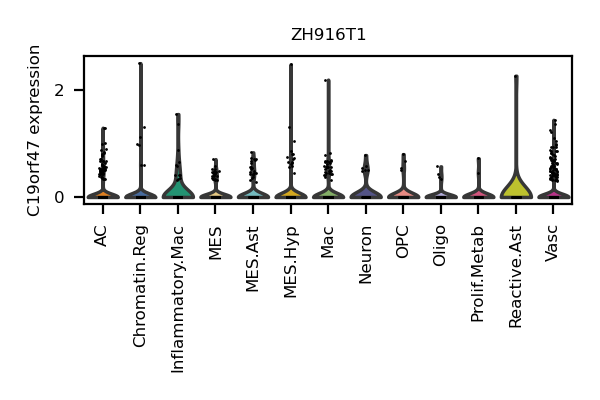 ZH916T1
C19orf47 expression
2
0
AC
Chromatin.Reg
Inflammatory.Mac
MES
MES.Ast
MES.Hyp
Mac
Neuron
OPC
Oligo
Prolif.Metab
Reactive.Ast
Vasc